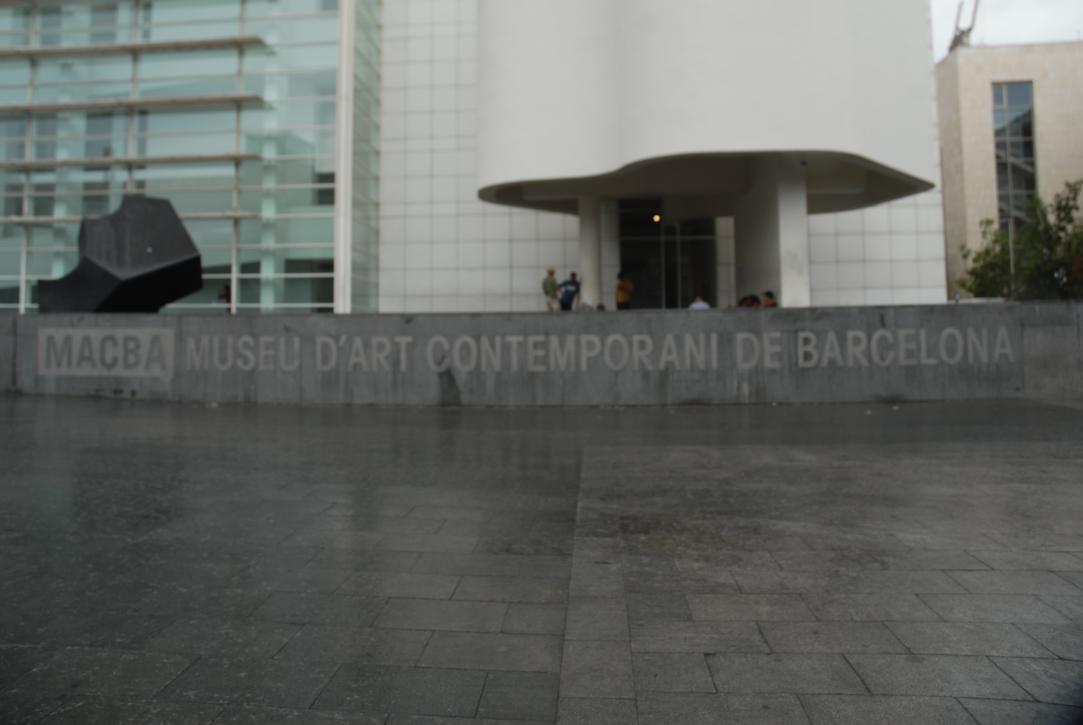 MACBA MUSEU D'ART CONTEMPORANI DE BARCELONA